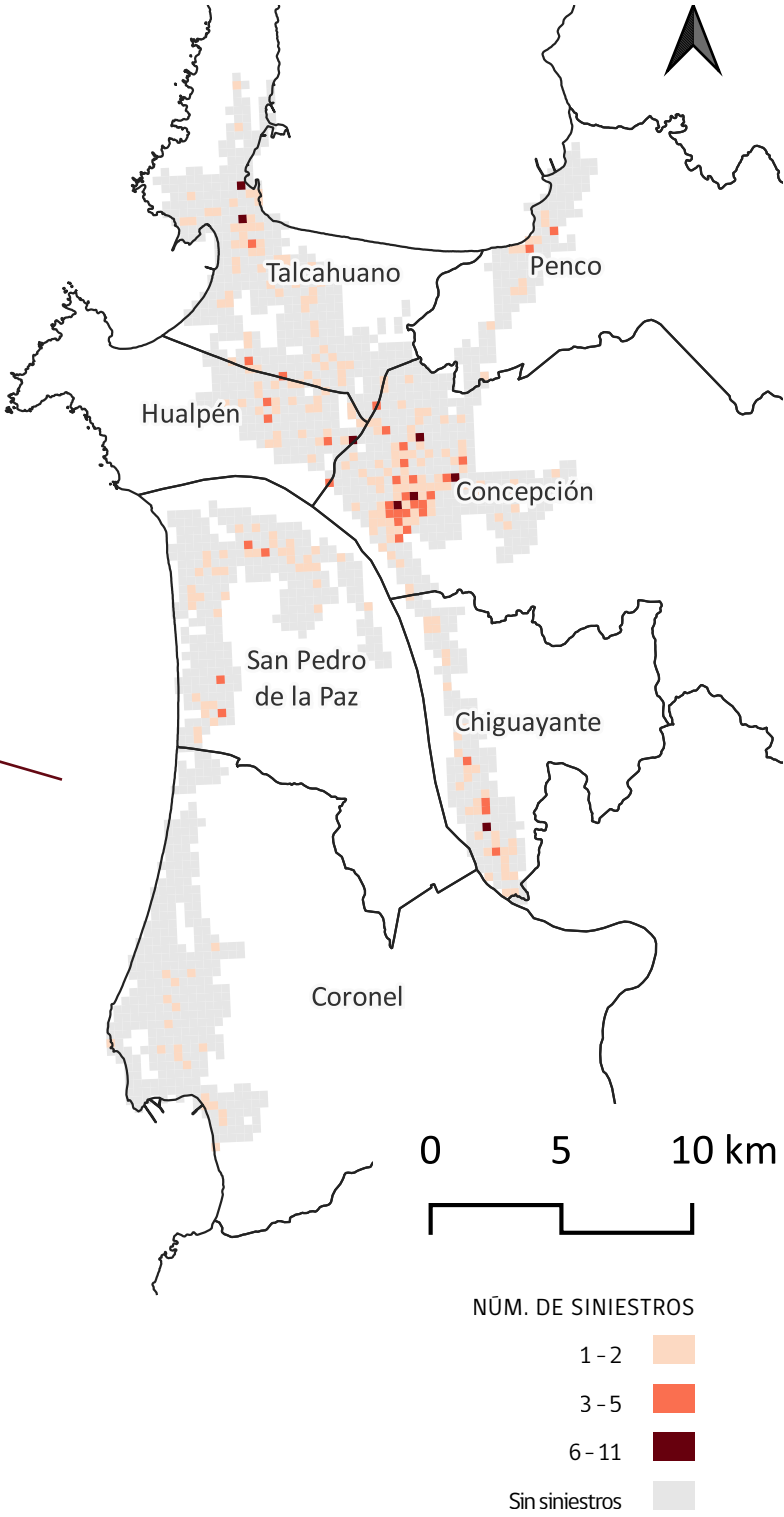 Talcahuano
Penco
Hualpén
Concepción
San Pedro
de la Paz
Chiguayante
Coronel
0 5 10 km
NÚM. DE SINIESTROS
1 - 2
3 - 5
6 - 11
Sin siniestros